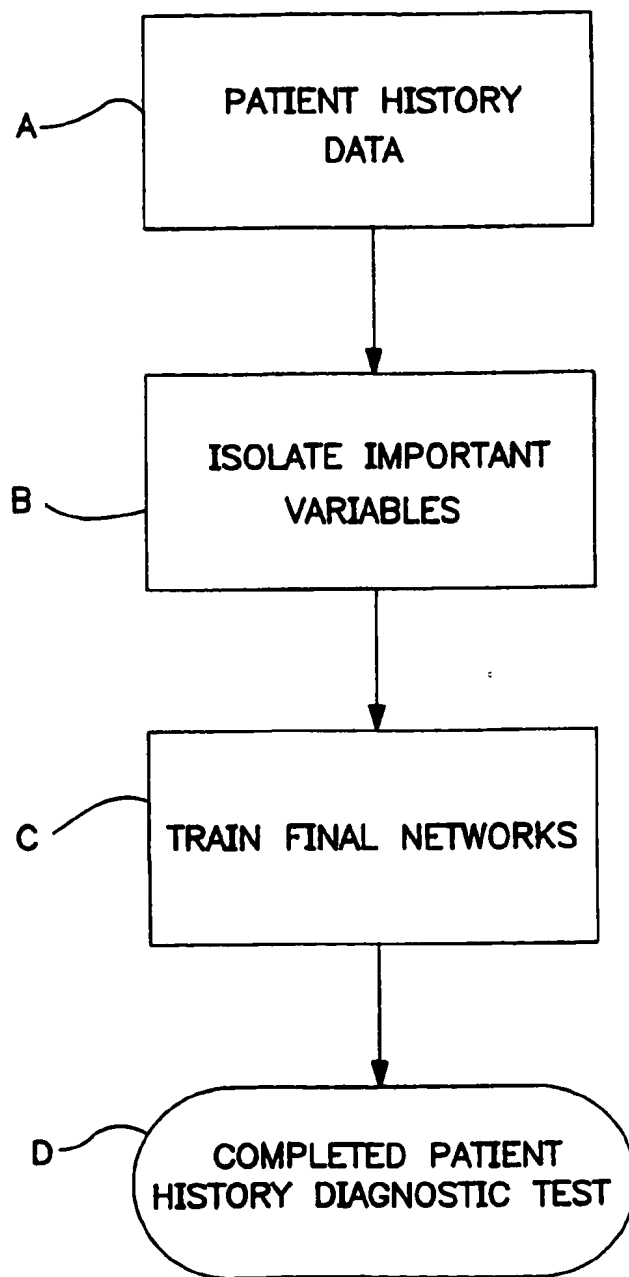 A
PATIENT HISTORY
DATA
B
ISOLATE IMPORTANT
VARIABLES
C
TRAIN FINAL NETWORKS
D
COMPLETED PATIENT
HISTORY DIAGNOSTIC TEST